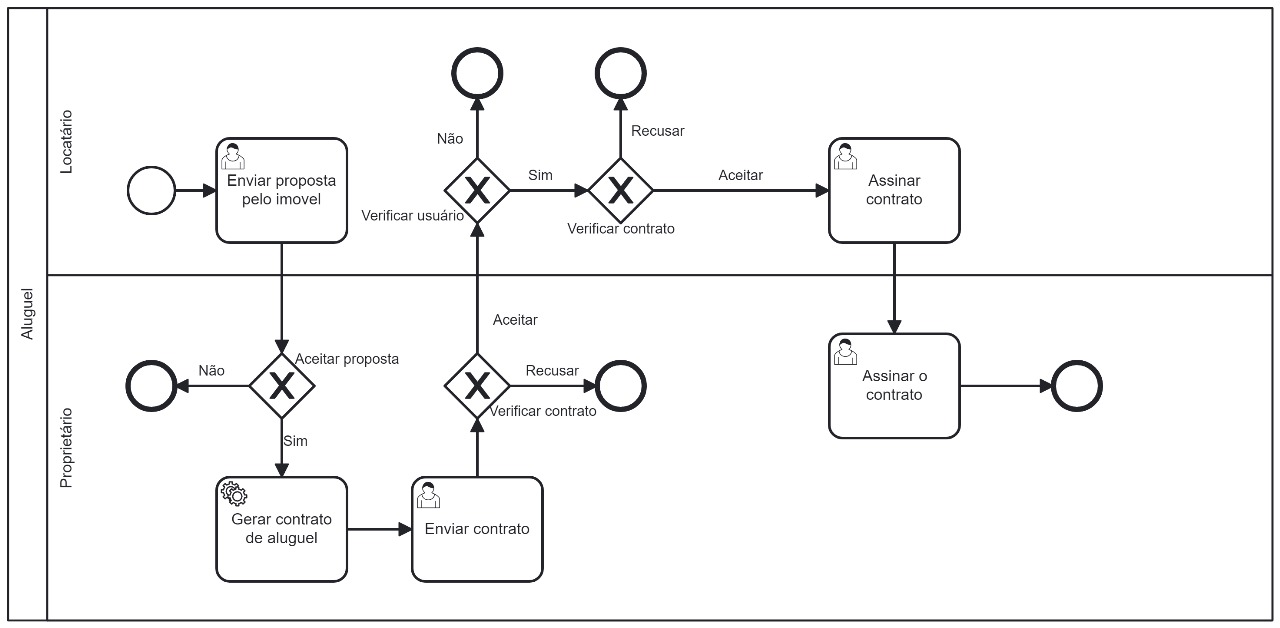 Aluguel
Locatário
Enviar proposta
pelo imovel
Não
Verificar usuário
Sim
Recusar
Verificar contrato
Aceitar
Assinar
contrato
Proprietário
Não
Aceitar proposta
Sim
Gerar contrato
de aluguel
Enviar contrato
Aceitar
Recusar
Verificar contrato
Assinar o
contrato